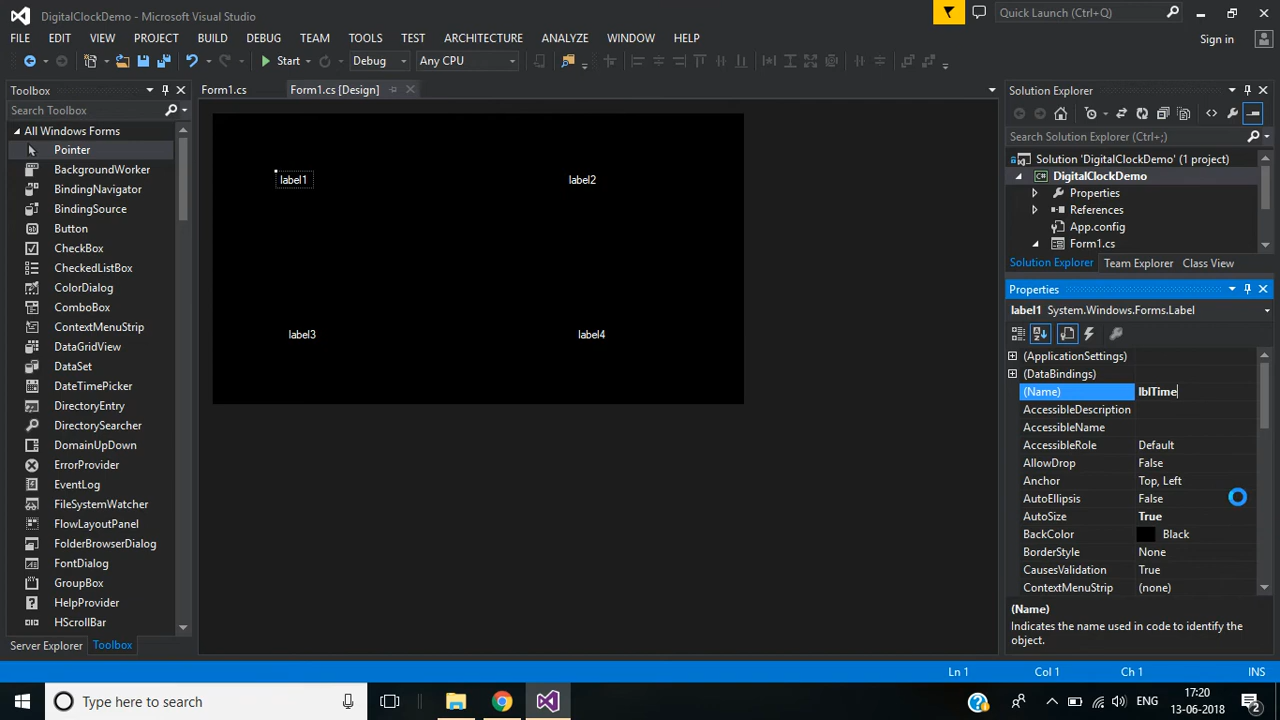 DigitalClockDemo - Microsoft Visual Studio
Quick Launch (Ctrl+Q)
FILE EDIT VIEW PROJECT BUILD DEBUG TEAM TOOLS TEST ARCHITECTURE ANALYZE WINDOW HELP
Sign in
Start Debug Any CPU
Toolbox
Search Toolbox
All Windows Forms
Pointer
BackgroundWorker
BindingNavigator
BindingSource
Button
CheckBox
CheckedListBox
ColorDialog
ComboBox
ContextMenuStrip
DataGridView
DataSet
DateTimePicker
DirectoryEntry
DirectorySearcher
DomainUpDown
ErrorProvider
EventLog
FileSystemWatcher
FlowLayoutPanel
FolderBrowserDialog
FontDialog
GroupBox
HelpProvider
HScrollBar
Server Explorer Toolbox
Form1.cs Form1.cs [Design]
label1 label2
label3 label4
Solution Explorer
Search Solution Explorer (Ctrl+;)
Solution 'DigitalClockDemo' (1 project)
C# DigitalClockDemo
Properties
References
App.config
Form1.cs
Solution Explorer Team Explorer Class View
Properties
label1 System.Windows.Forms.Label
(ApplicationSettings)
(DataBindings)
(Name) lblTime
AccessibleDescription
AccessibleName
AccessibleRole Default
AllowDrop False
Anchor Top, Left
AutoEllipsis False
AutoSize True
BackColor Black
BorderStyle None
CausesValidation True
ContextMenuStrip (none)
(Name)
Indicates the name used in code to identify the
object.
Ln 1 Col 1 Ch 1 INS
Type here to search
ENG
17:20
13-06-2018
2